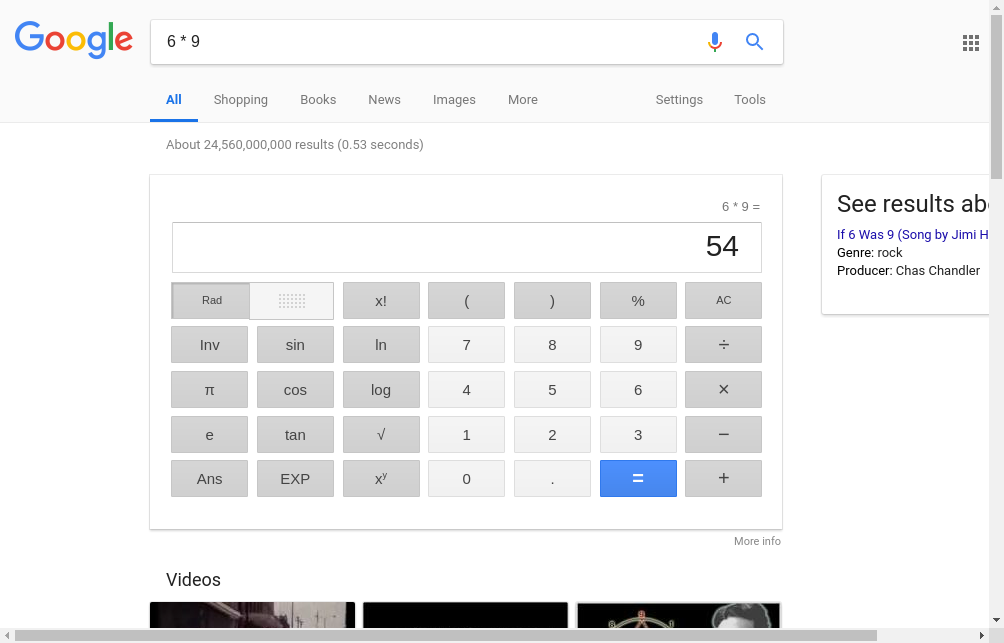 Google
6 * 9
All Shopping Books News Images More Settings Tools
About 24,560,000,000 results (0.53 seconds)
6 * 9 =
54
Rad x! ( ) % AC
Inv sin ln 7 8 9 ÷
π cos log 4 5 6 ×
e tan √ 1 2 3 −
Ans EXP xʸ 0 . = +
More info
See results
If 6 Was 9 (Song by Jimi
Genre: rock
Producer: Chas Chandler
Videos